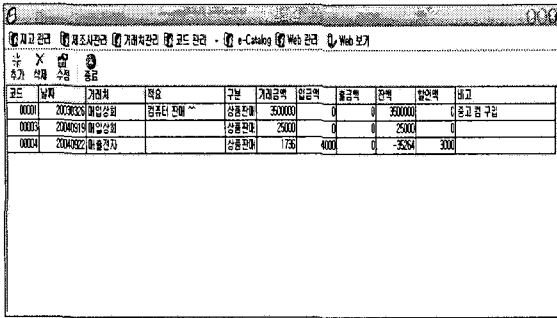 재고 관리 제조사관리 거래처관리 코드 관리 - e-Catalog Web 관리 Web 보기
추가 삭제 수정 종료
코드 날짜 거래처 적요 구분 거래금액 입금액 출금액 잔액 할인액 비고
00001 20030326 매입상회 컴퓨터 판매 ^^ 상품판매 3500000 0 0 3500000 0 중고 컴 구입
00003 20040919 매입상회 상품판매 25000 0 0 25000 0
00004 20040922 매출전자 상품판매 1736 4000 0 -35264 3000